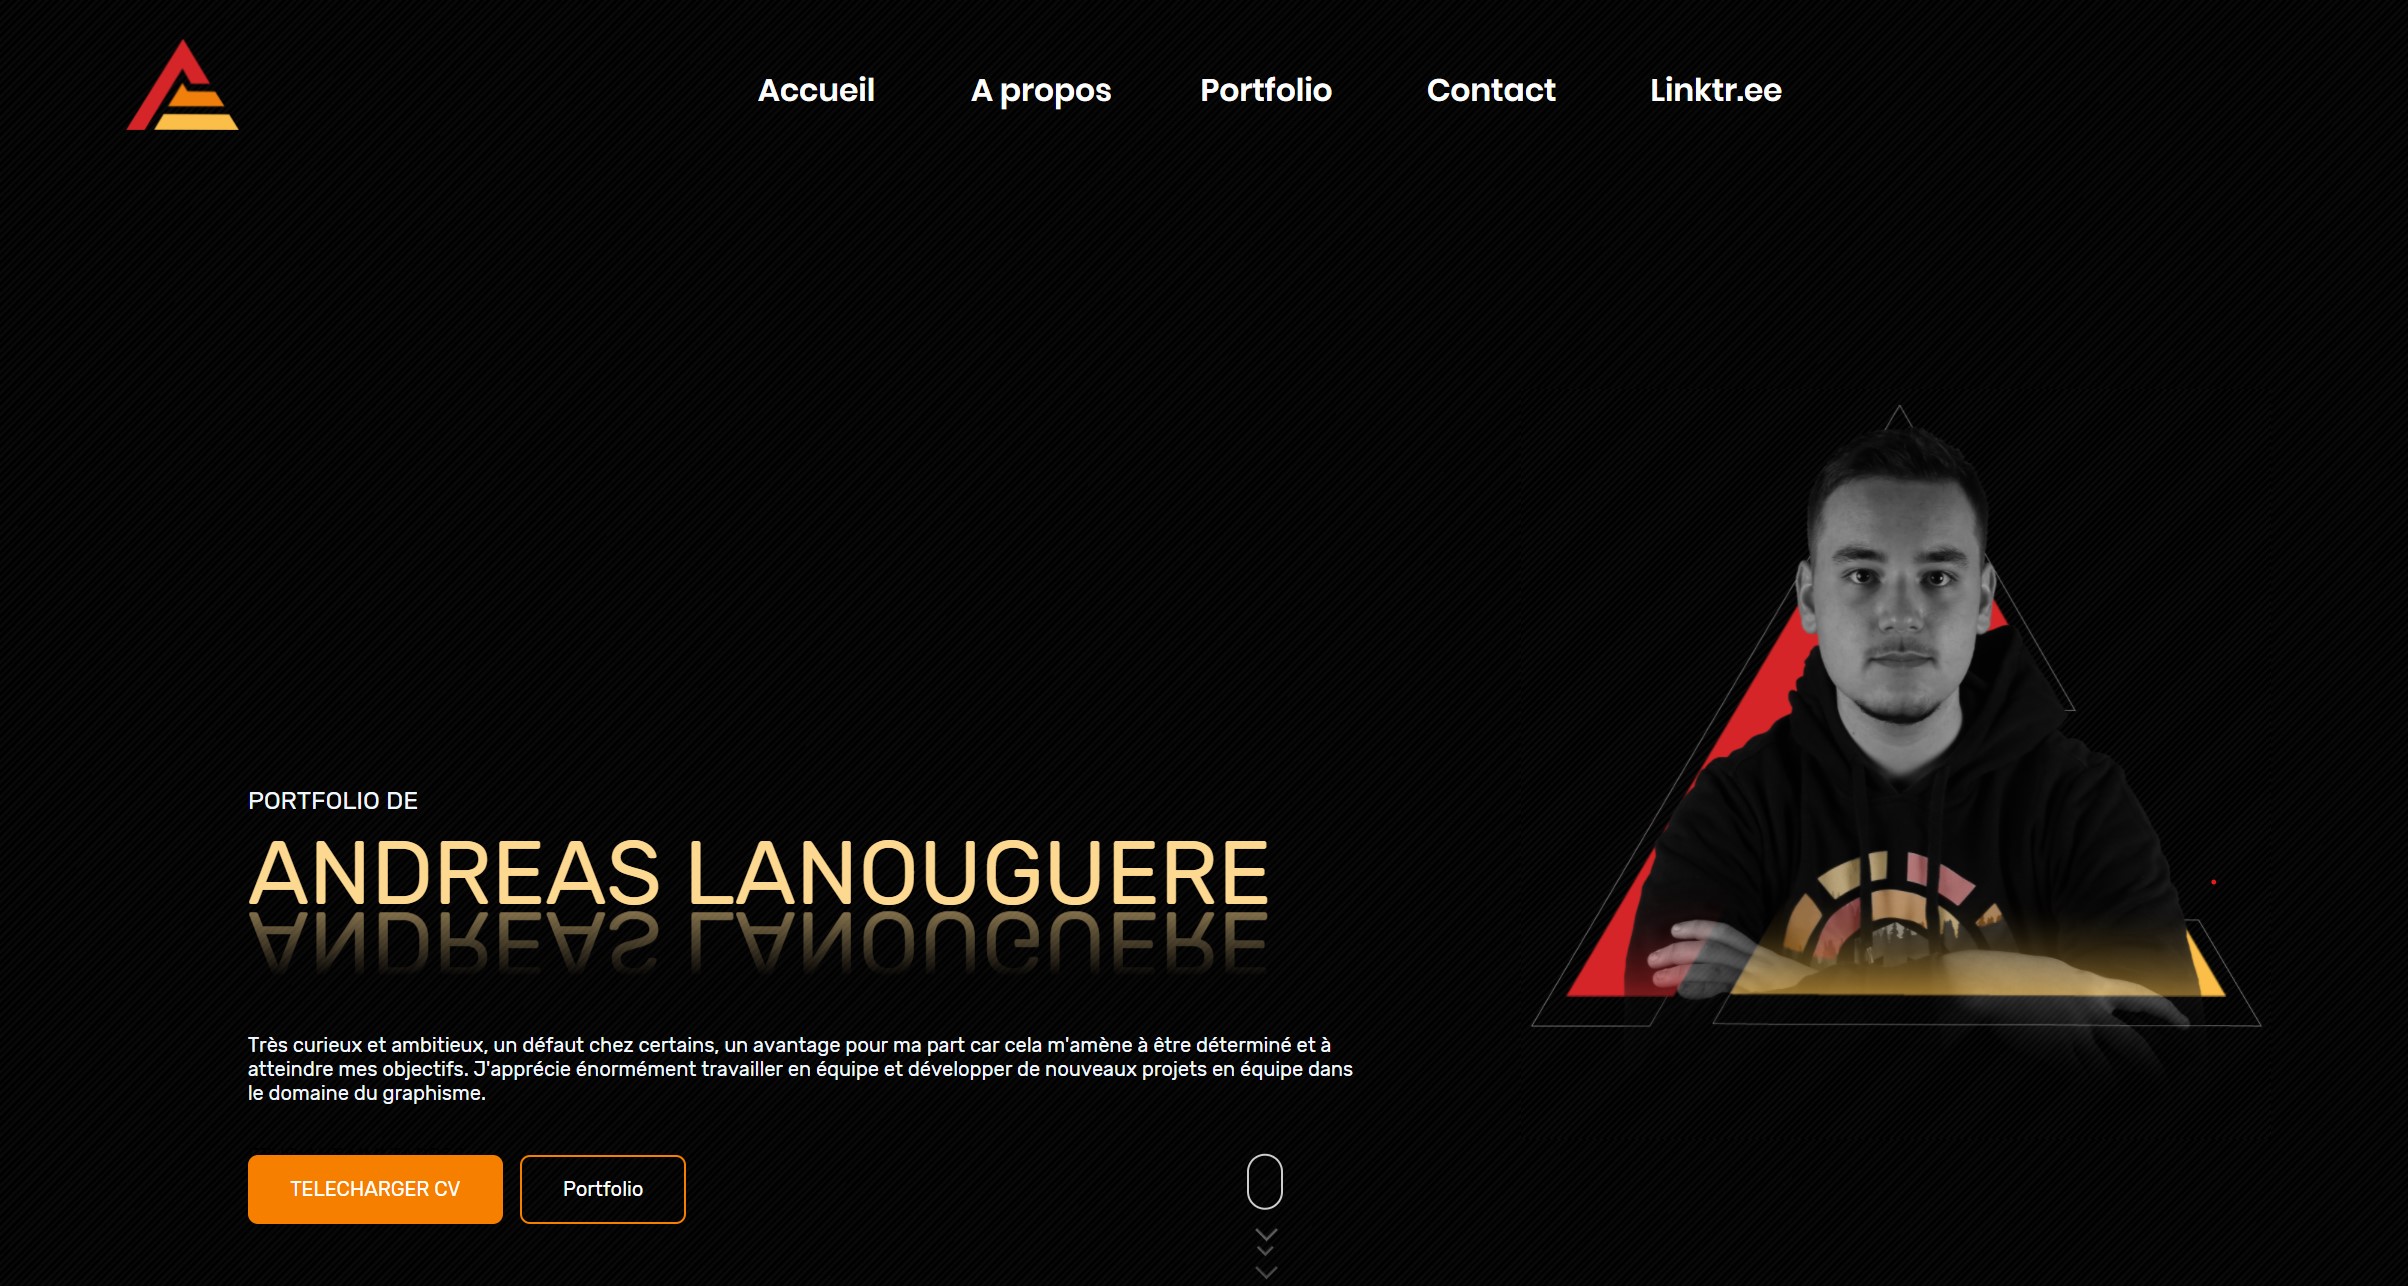 Accueil
A propos
Portfolio
Contact
Linktr.ee
PORTFOLIO DE
ANDREAS LANOUGUERE
Très curieux et ambitieux, un défaut chez certains, un avantage pour ma part car cela m'amène à être déterminé et à
atteindre mes objectifs. J'apprécie énormément travailler en équipe et développer de nouveaux projets en équipe dans
le domaine du graphisme.
TELECHARGER CV
Portfolio